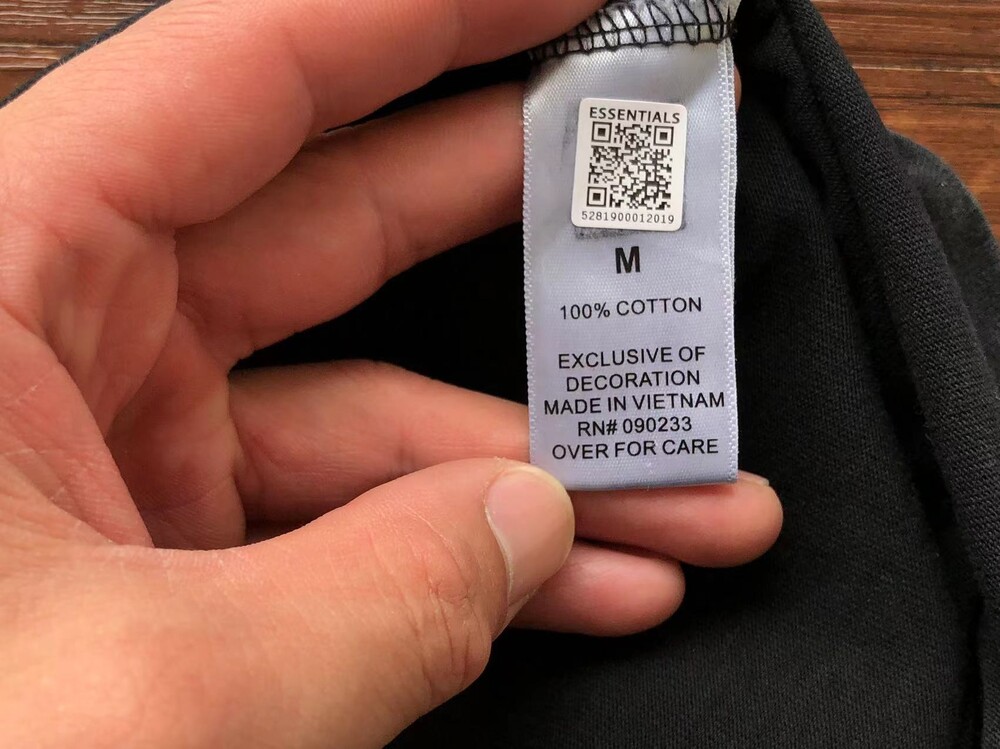 ESSENTIALS
5281900012019
M
100% COTTON
EXCLUSIVE OF
DECORATION
MADE IN VIETNAM
RN# 090233
OVER FOR CARE